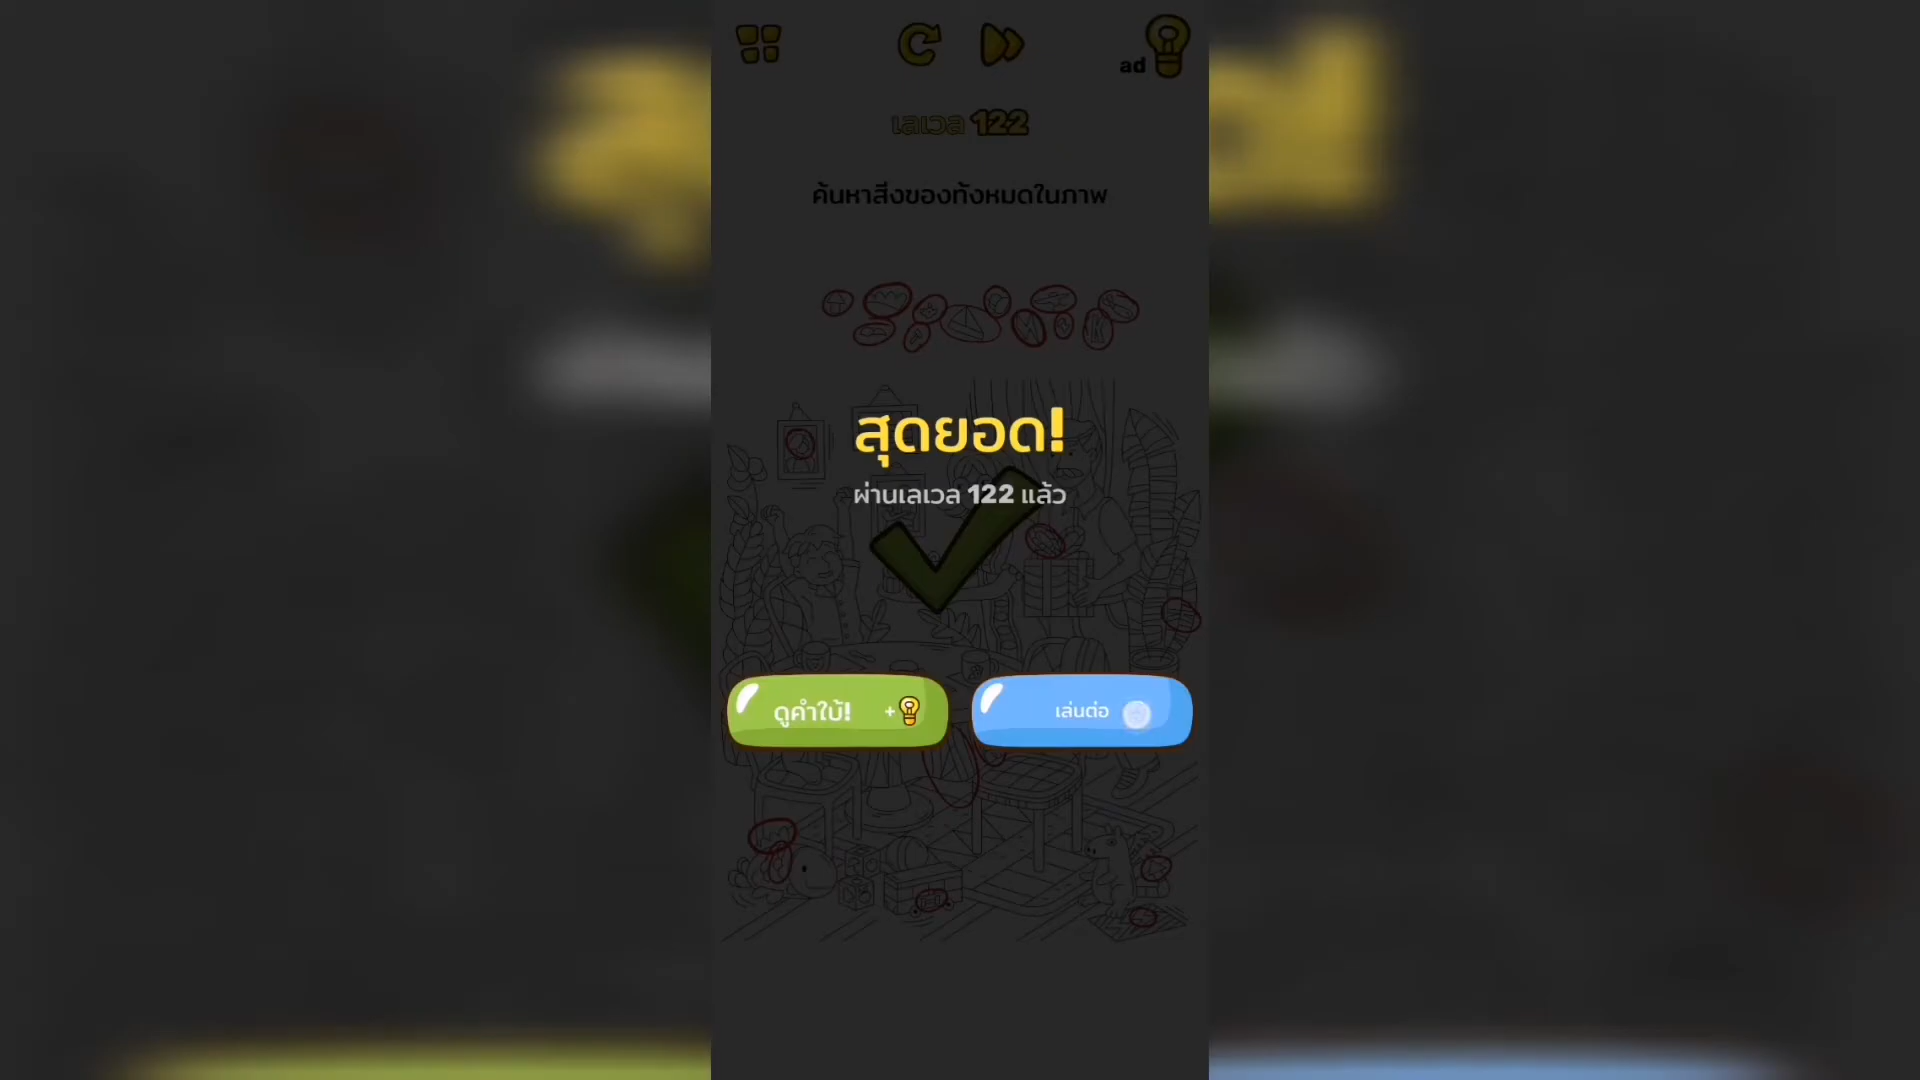 ad
เลเวล 122
ค้นหาสิ่งของทั้งหมดในภาพ
สุดยอด!
ผ่านเลเวล 122 แล้ว
ดูคำใบ้! +
เล่นต่อ